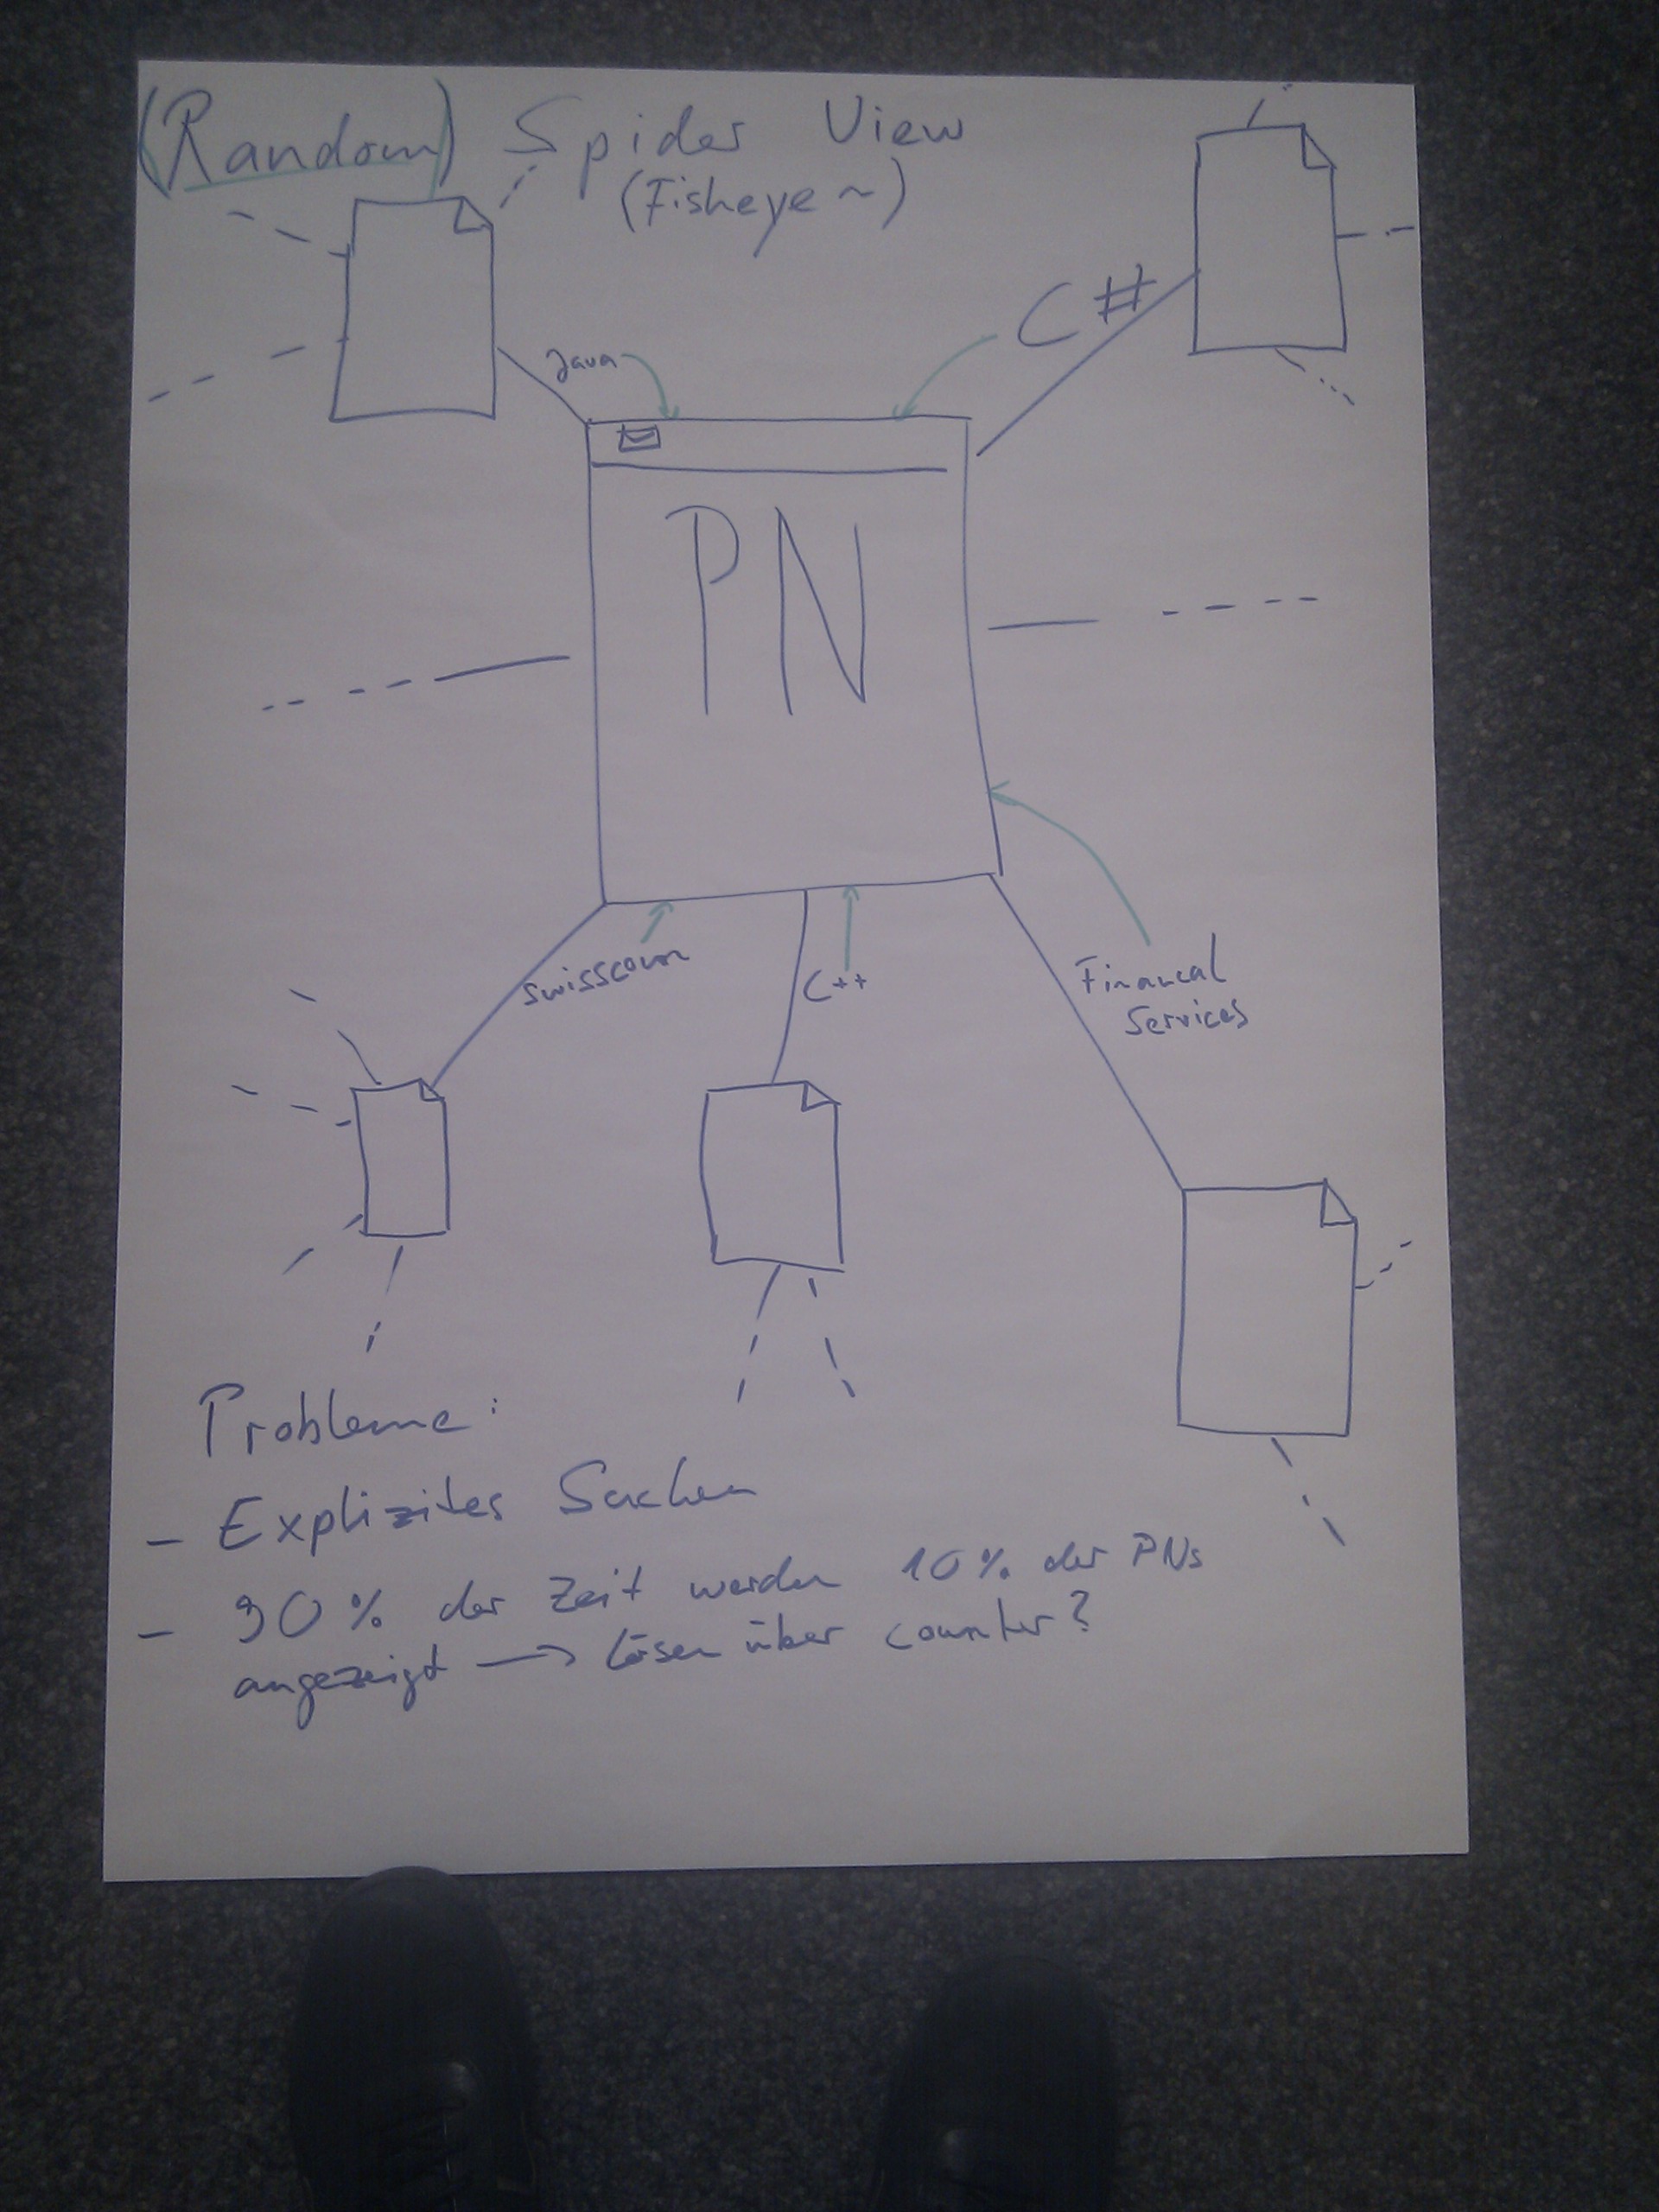 (Random) Spider View
(Fisheye ~)
Java
C#
PN
swisscom
C++
Financal
Services
Probleme:
- Explizites Suchen
- 90% der Zeit werden 10% der PNs
angezeigt → Lösen über counter?